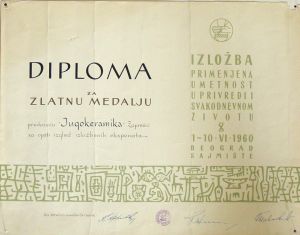 DIPLOMA
ZA
ZLATNU MEDALJU
preduzeću "Jugokeramika" Zaprešić
za opšti izgled izložbenih eksponata
IZLOŽBA
PRIMENJENA
UMETNOST
U PRIVREDI I
SVAKODNEVNOM
ŽIVOTU
1-10-VI-1960
BEOGRAD
SAJMIŠTE